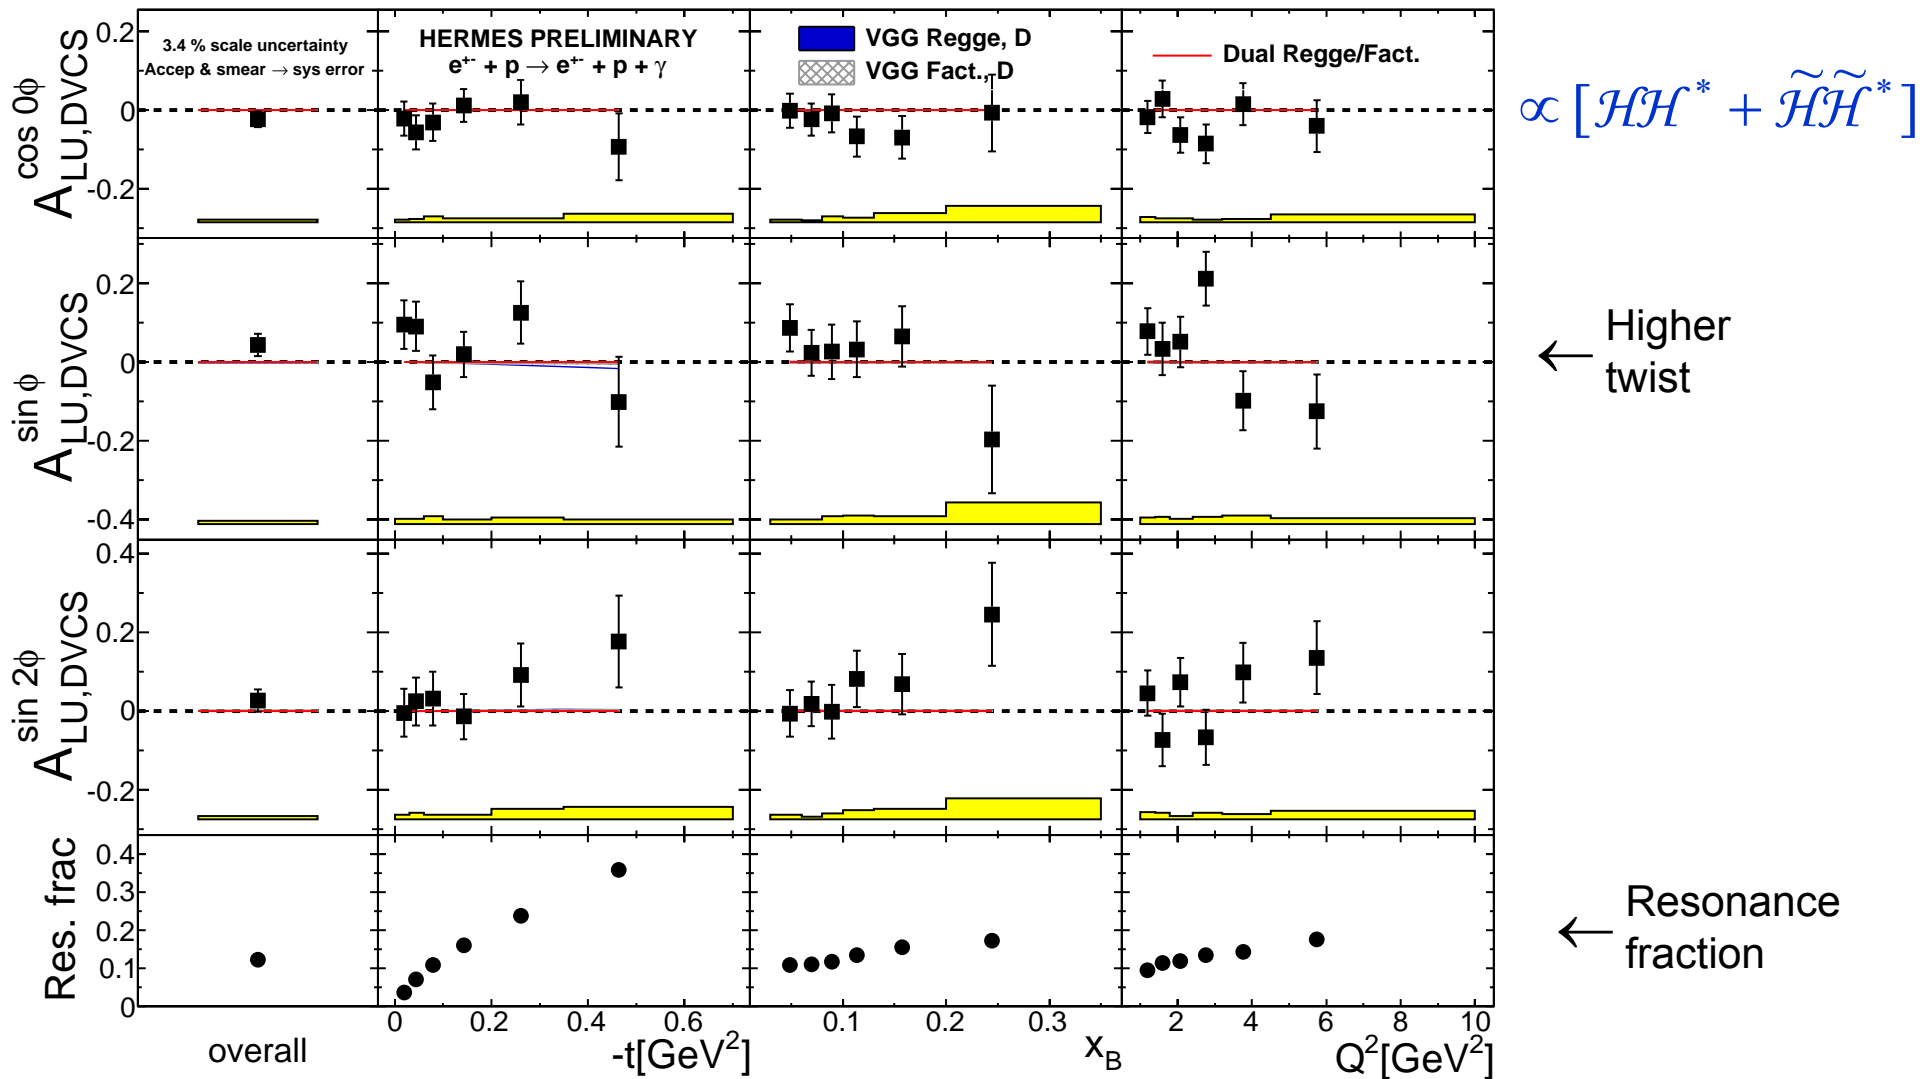 3.4 % scale uncertainty
Accep & smear → sys error
HERMES PRELIMINARY
e+- + p → e+- + p + γ
VGG Regge, D
VGG Fact., D
Dual Regge/Fact.
A LU,DVCS cos 0ϕ
0.2
0
-0.2
∝ [ℋℋ* + ℋ̃ℋ̃*]
A LU,DVCS sin ϕ
0.2
0
-0.2
-0.4
← Higher
twist
A LU,DVCS sin 2ϕ
0.4
0.2
0
-0.2
Res. frac
0.4
0.3
0.2
0.1
0
← Resonance
fraction
0 0.2 0.4 0.6 0.1 0.2 0.3 2 4 6 8 10
overall -t[GeV²] x_B Q²[GeV²]